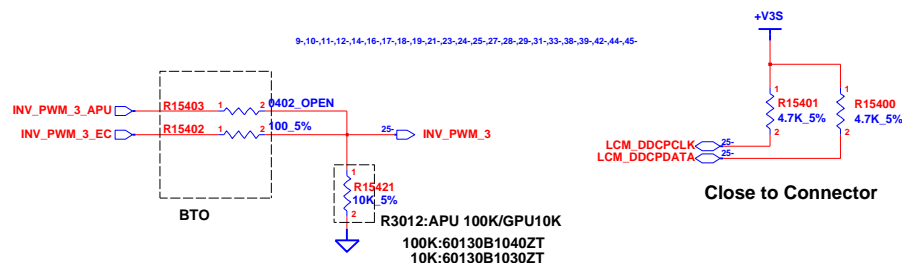 9-,10-,11-,12-,14-,16-,17-,18-,19-,21-,23-,24-,25-,27-,28-,29-,31-,33-,38-,39-,42-,44-,45-
+V3S
INV_PWM_3_APU
R15403
1
2
0402_OPEN
INV_PWM_3_EC
R15402
1
2
100_5%
25-
INV_PWM_3
1
R15421
10K_5%
2
BTO
R3012:APU 100K/GPU10K
100K:60130B1040ZT
10K:60130B1030ZT
1
R15401
4.7K_5%
2
1
R15400
4.7K_5%
2
LCM_DDCPCLK
25-
LCM_DDCPDATA
25-
Close to Connector